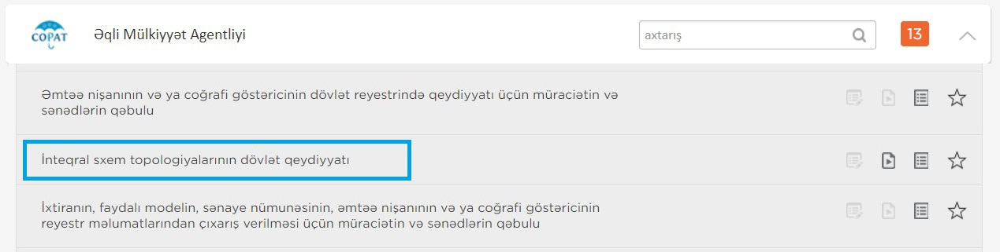 COPAT
Əqli Mülkiyyət Agentliyi
axtarış
13
Əmtəə nişanının və ya coğrafi göstəricinin dövlət reyestrində qeydiyyatı üçün müraciətin və
sənədlərin qəbulu
İnteqral sxem topologiyalarının dövlət qeydiyyatı
İxtiranın, faydalı modelin, sənaye nümunəsinin, əmtəə nişanının və ya coğrafi göstəricinin
reyestr məlumatlarından çıxarış verilməsi üçün müraciətin və sənədlərin qəbulu